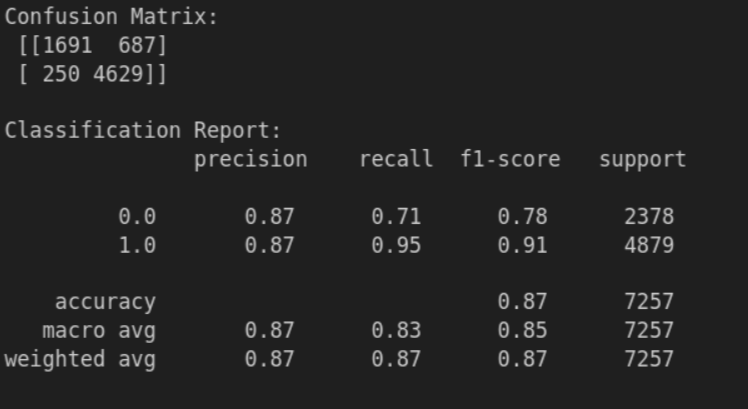 Confusion Matrix:
[[1691 687]
[ 250 4629]]
Classification Report:
precision recall f1-score support
0.0 0.87 0.71 0.78 2378
1.0 0.87 0.95 0.91 4879
accuracy 0.87 7257
macro avg 0.87 0.83 0.85 7257
weighted avg 0.87 0.87 0.87 7257